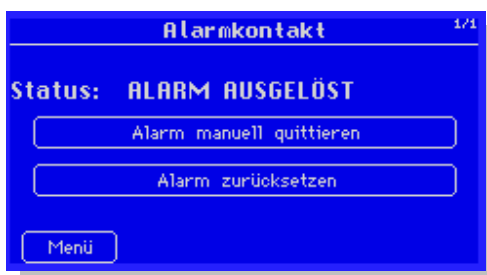 Alarmkontakt 1/1
Status: ALARM AUSGELÖST
Alarm manuell quittieren
Alarm zurücksetzen
Menü